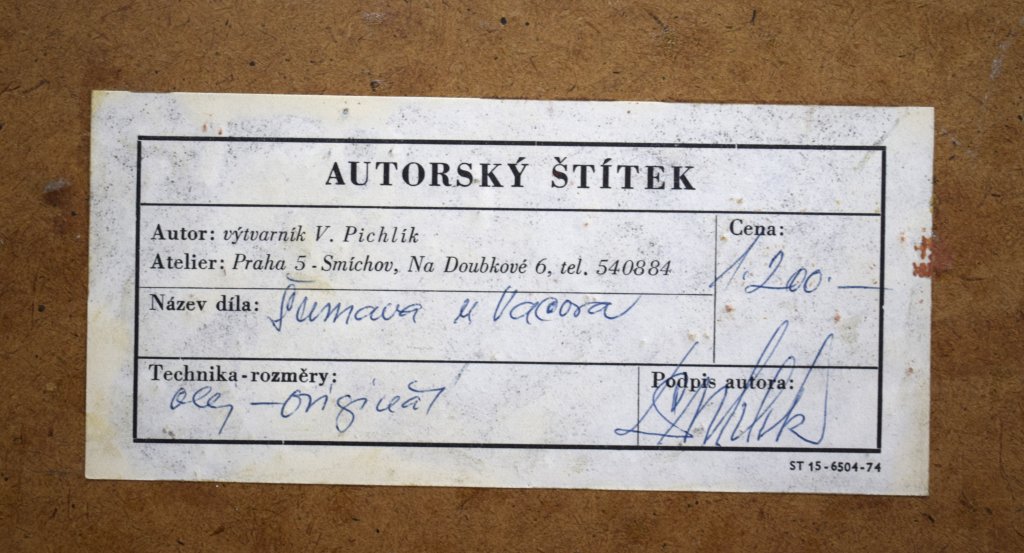 AUTORSKÝ ŠTÍTEK
Autor: výtvarník V. Pichlík
Cena:
Atelier: Praha 5 - Smíchov, Na Doubkové 6, tel. 540884
1.200.—
Název díla: Šumava u Vacova
Technika-rozměry:
Podpis autora:
olej — originál
ST 15-6504-74